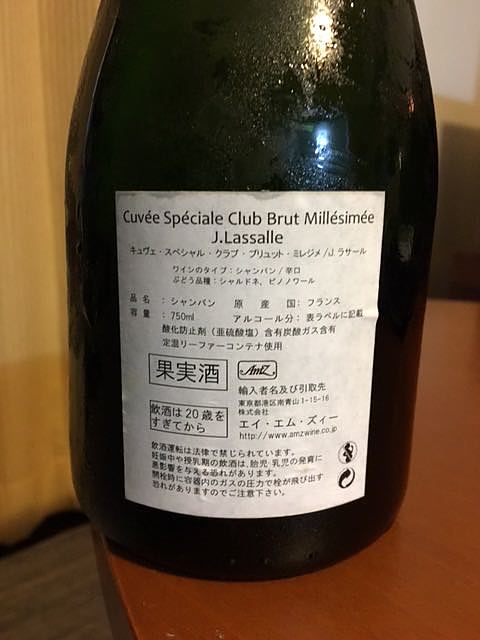 Cuvée Spéciale Club Brut Millésimée
J.Lassalle
キュヴェ・スペシャル・クラブ・ブリュット・ミレジメ/J. ラサール
ワインのタイプ：シャンパン/辛口
ぶどう品種：シャルドネ、ピノノワール
品名：シャンパン 原産国：フランス
容量：750ml アルコール分：表ラベルに記載
酸化防止剤（亜硫酸塩）含有炭酸ガス含有
定温リーファーコンテナ使用
果実酒
AmZ
輸入者名及び引取先
東京都港区南青山1-15-16
株式会社
エイ・エム・ズィー
http://www.amzwine.co.jp
飲酒は20歳を
すぎてから
飲酒運転は法律で禁じられています。
妊娠中や授乳期の飲酒は、胎児・乳児の発育に
悪影響を与える恐れがあります。
開栓時に容器内のガスの圧力で栓が飛び出す
恐れがありますのでご注意下さい。